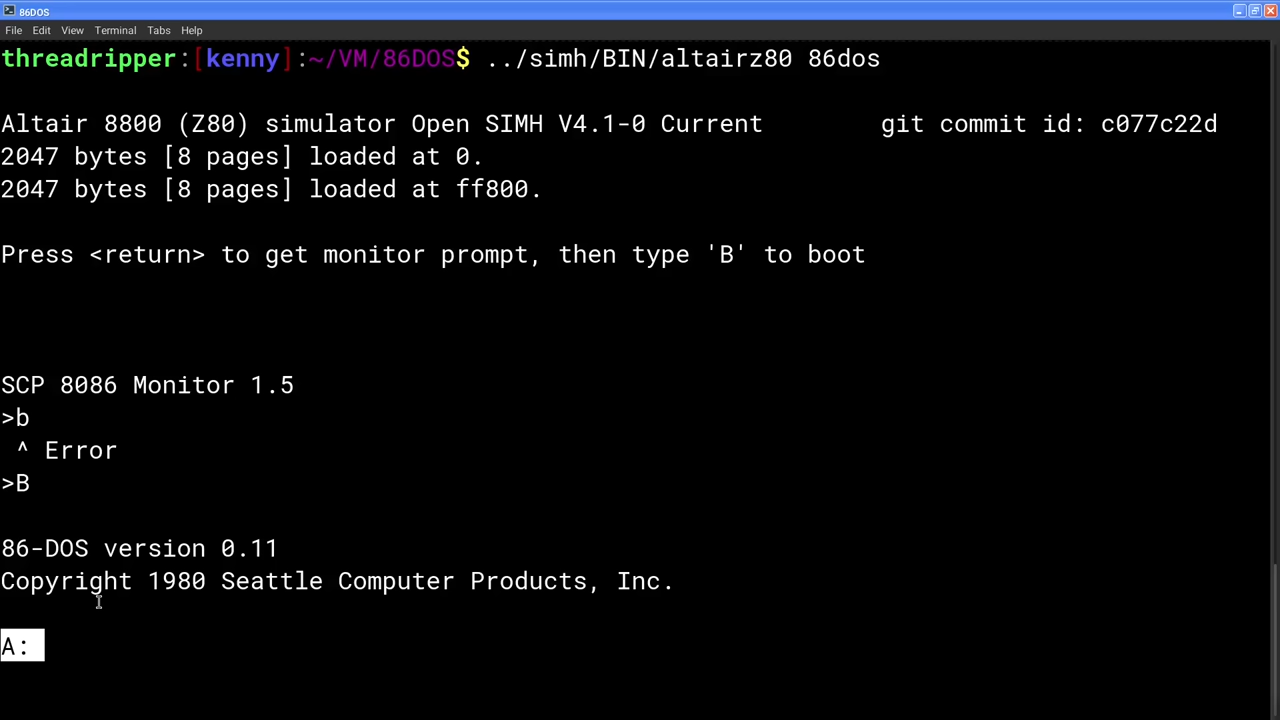 86DOS
File Edit View Terminal Tabs Help
threadripper:[kenny]:~/VM/86DOS$ ../simh/BIN/altairz80 86dos
Altair 8800 (Z80) simulator Open SIMH V4.1-0 Current        git commit id: c077c22d
2047 bytes [8 pages] loaded at 0.
2047 bytes [8 pages] loaded at ff800.
Press <return> to get monitor prompt, then type 'B' to boot
SCP 8086 Monitor 1.5
>b
 ^ Error
>B
86-DOS version 0.11
Copyright 1980 Seattle Computer Products, Inc.
A: